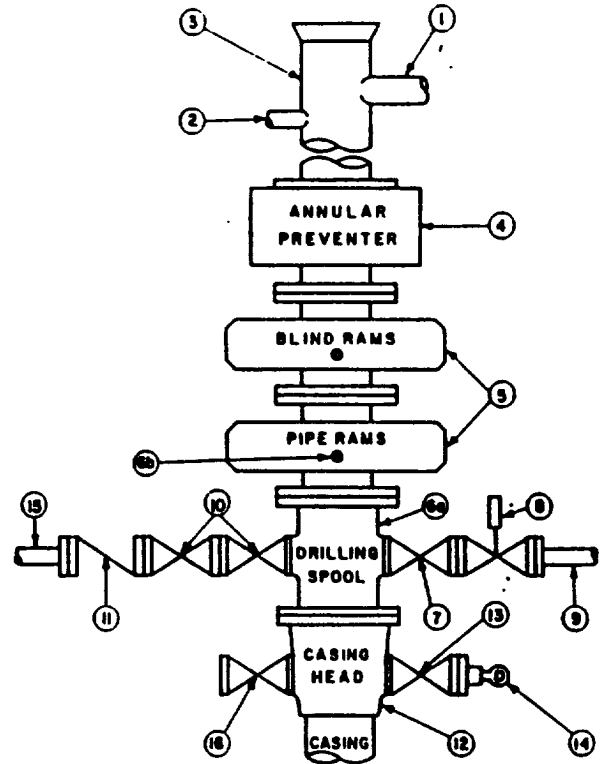 3
1
2
ANNULAR
PREVENTER
4
BLIND RAMS
5
PIPE RAMS
6b
15
10
6a
8
DRILLING
SPOOL
11
7
9
13
CASING
HEAD
16
12
14
CASING